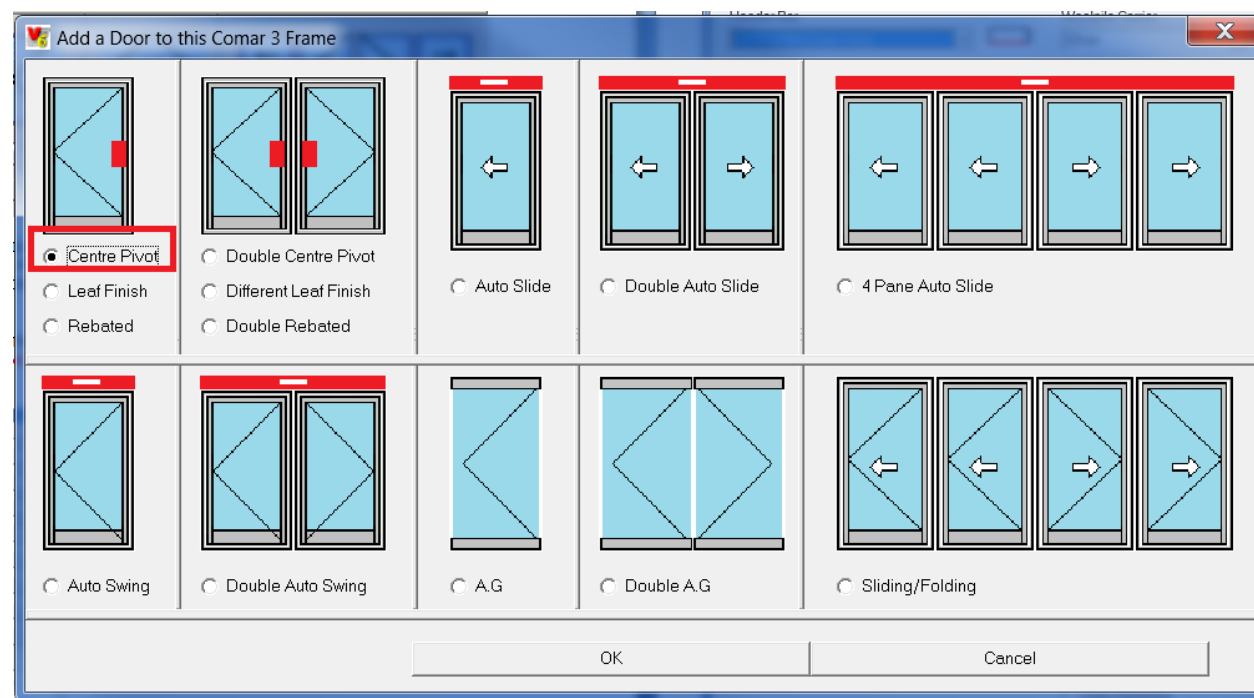 Add a Door to this Comar 3 Frame
Centre Pivot
Leaf Finish
Rebated
Double Centre Pivot
Different Leaf Finish
Double Rebated
Auto Slide
Double Auto Slide
4 Pane Auto Slide
Auto Swing
Double Auto Swing
A.G
Double A.G
Sliding/Folding
OK
Cancel